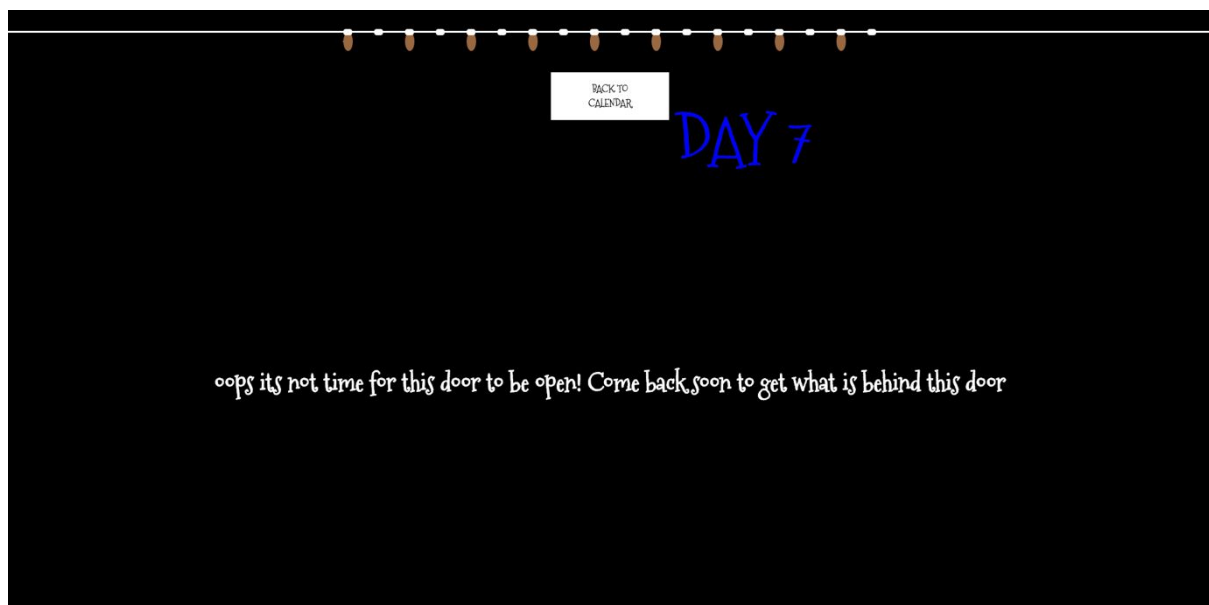 BACK TO
CALENDAR
DAY 7
oops its not time for this door to be open! Come back soon to get what is behind this door